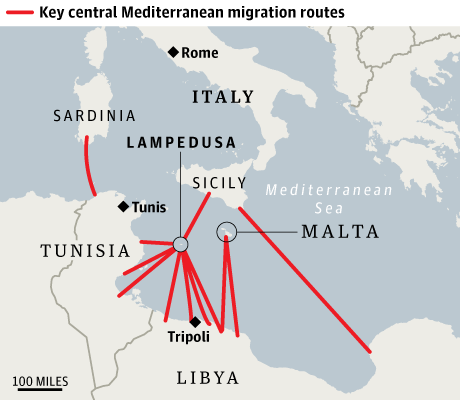 Key central Mediterranean migration routes
Rome
ITALY
SARDINIA
LAMPEDUSA
SICILY
Mediterranean
Sea
Tunis
MALTA
TUNISIA
Tripoli
LIBYA
100 MILES